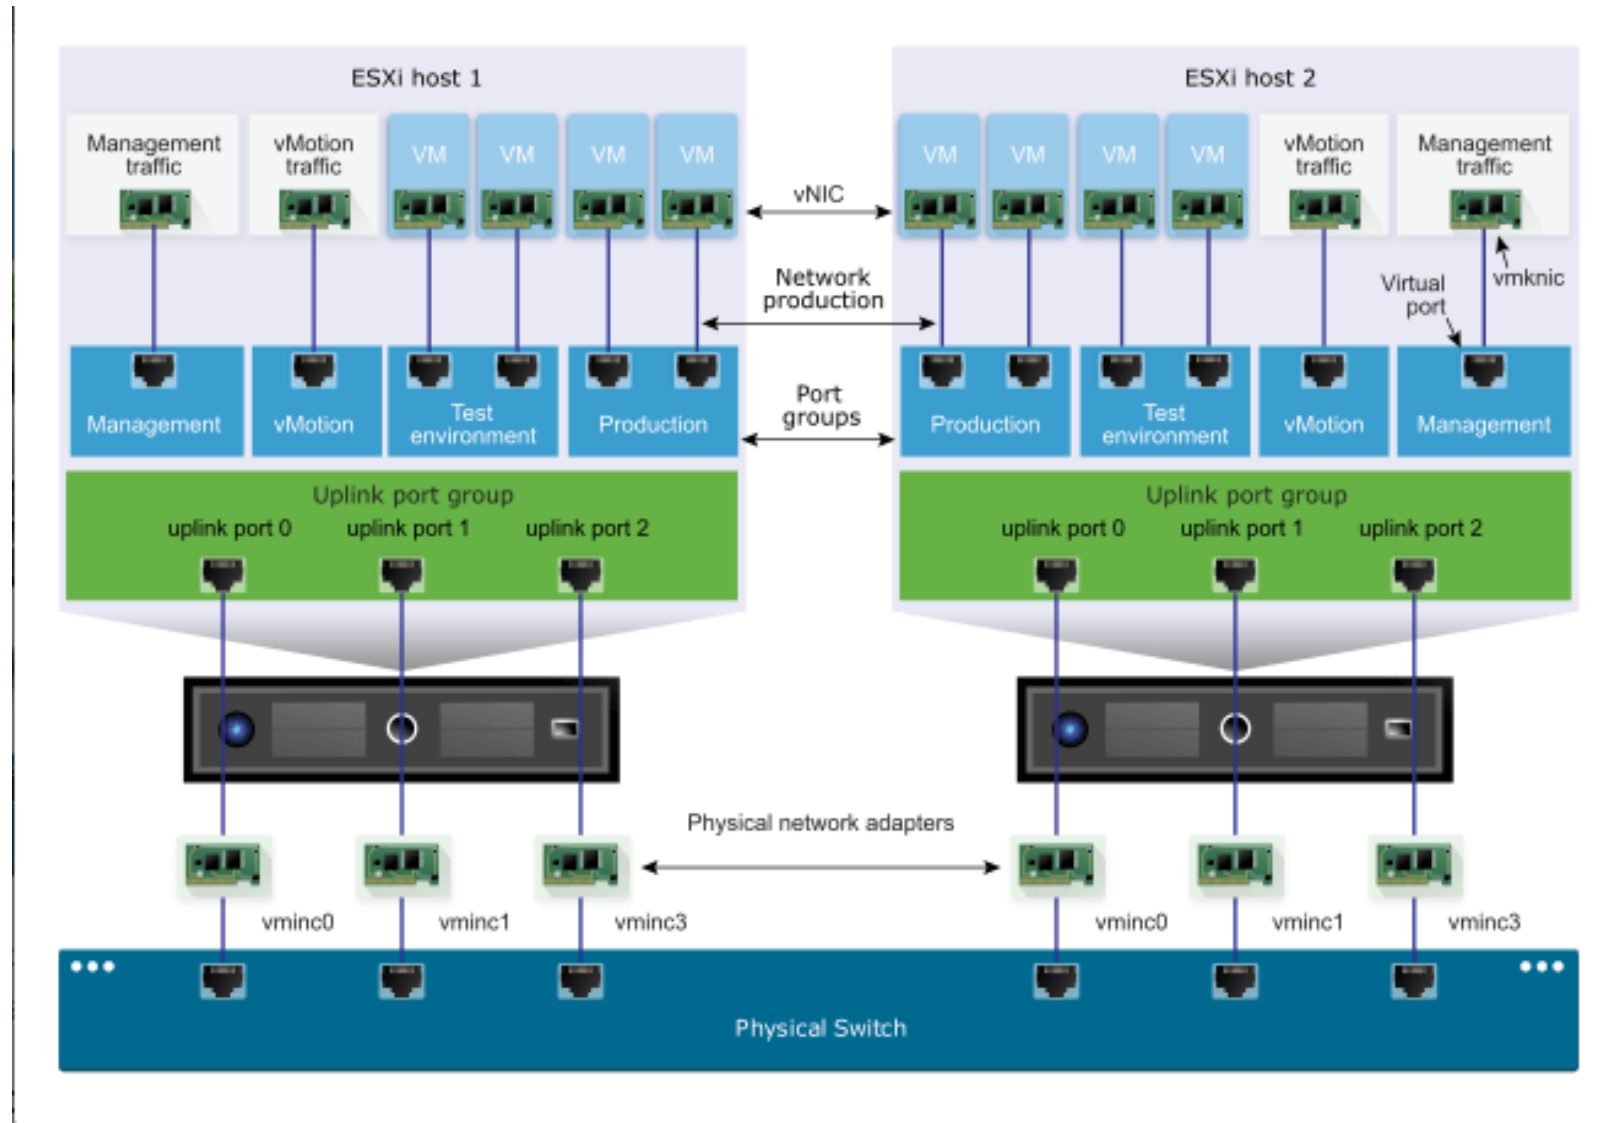 ESXi host 1
ESXi host 2
Management
traffic
vMotion
traffic
VM
VM
VM
VM
vNIC
VM
VM
VM
VM
vMotion
traffic
Management
traffic
Network
production
Virtual
port
vmknic
Management
vMotion
Test
environment
Production
Port
groups
Production
Test
environment
vMotion
Management
Uplink port group
uplink port 0
uplink port 1
uplink port 2
Uplink port group
uplink port 0
uplink port 1
uplink port 2
Physical network adapters
vminc0
vminc1
vminc3
vminc0
vminc1
vminc3
Physical Switch